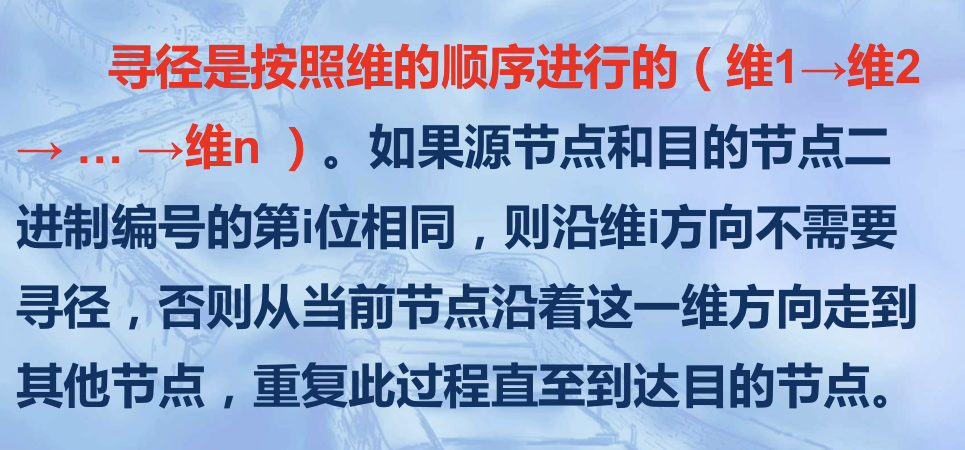 寻径是按照维的顺序进行的（维1→维2
→ … →维n ）。如果源节点和目的节点二
进制编号的第i位相同，则沿维i方向不需要
寻径，否则从当前节点沿着这一维方向走到
其他节点，重复此过程直至到达目的节点。